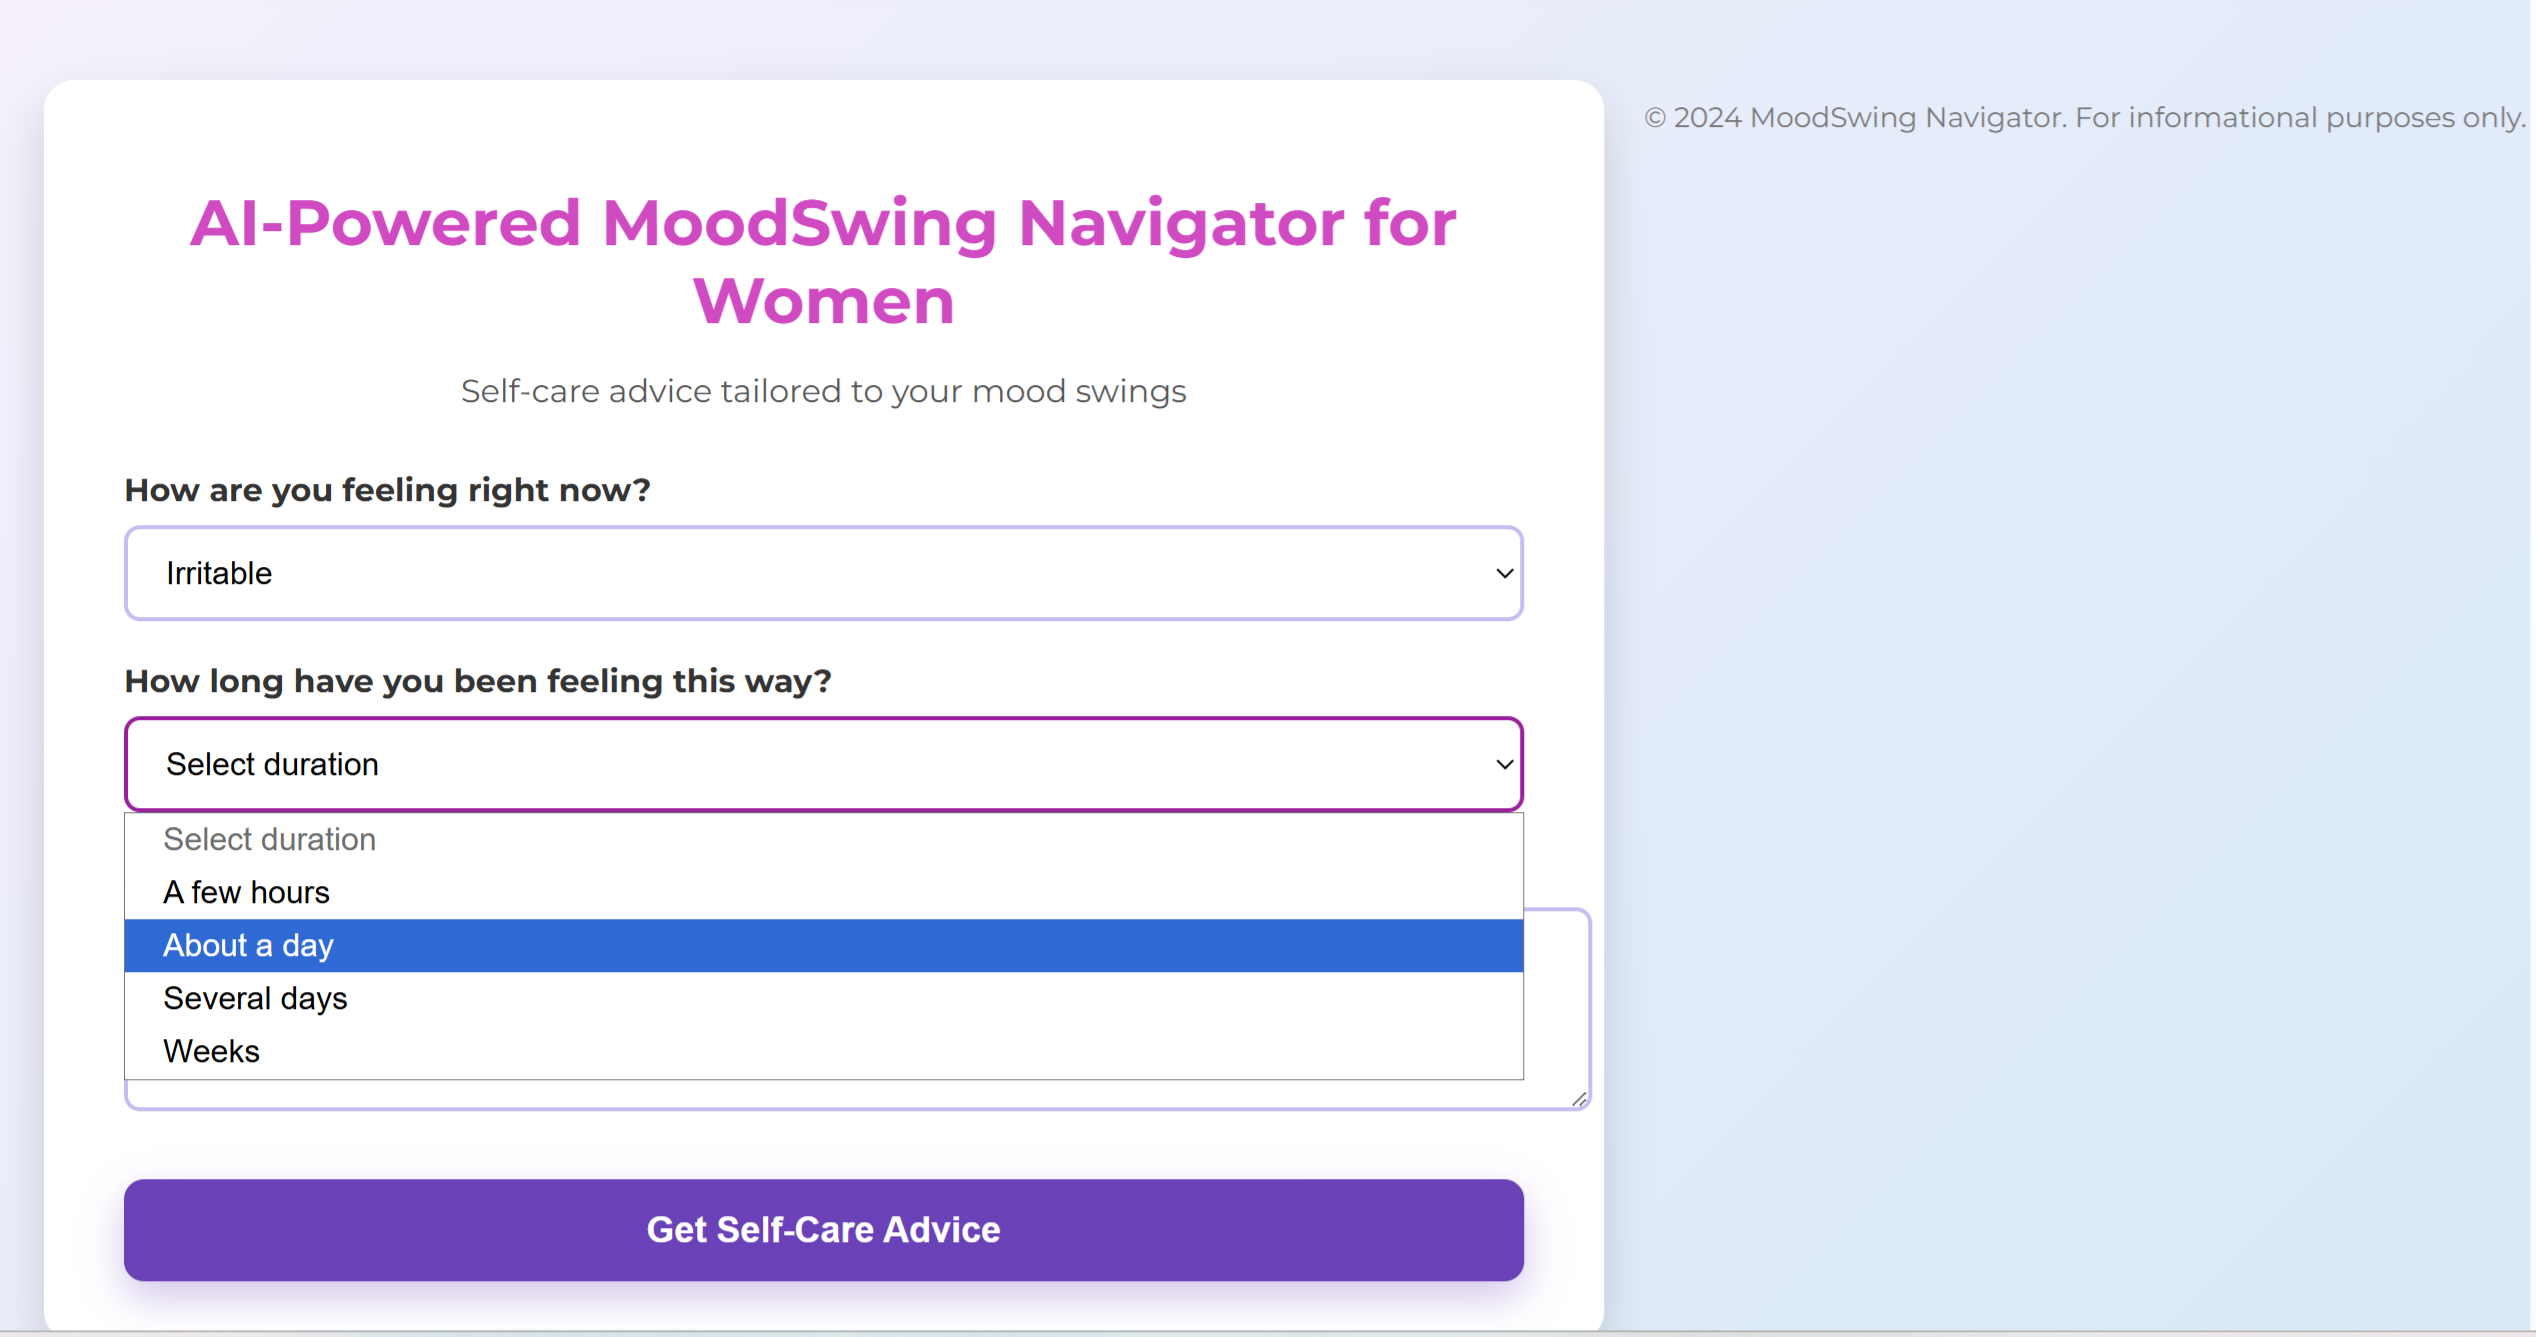 © 2024 MoodSwing Navigator. For informational purposes only.
AI-Powered MoodSwing Navigator for
Women
Self-care advice tailored to your mood swings
How are you feeling right now?
Irritable
How long have you been feeling this way?
Select duration
Select duration
A few hours
About a day
Several days
Weeks
Get Self-Care Advice